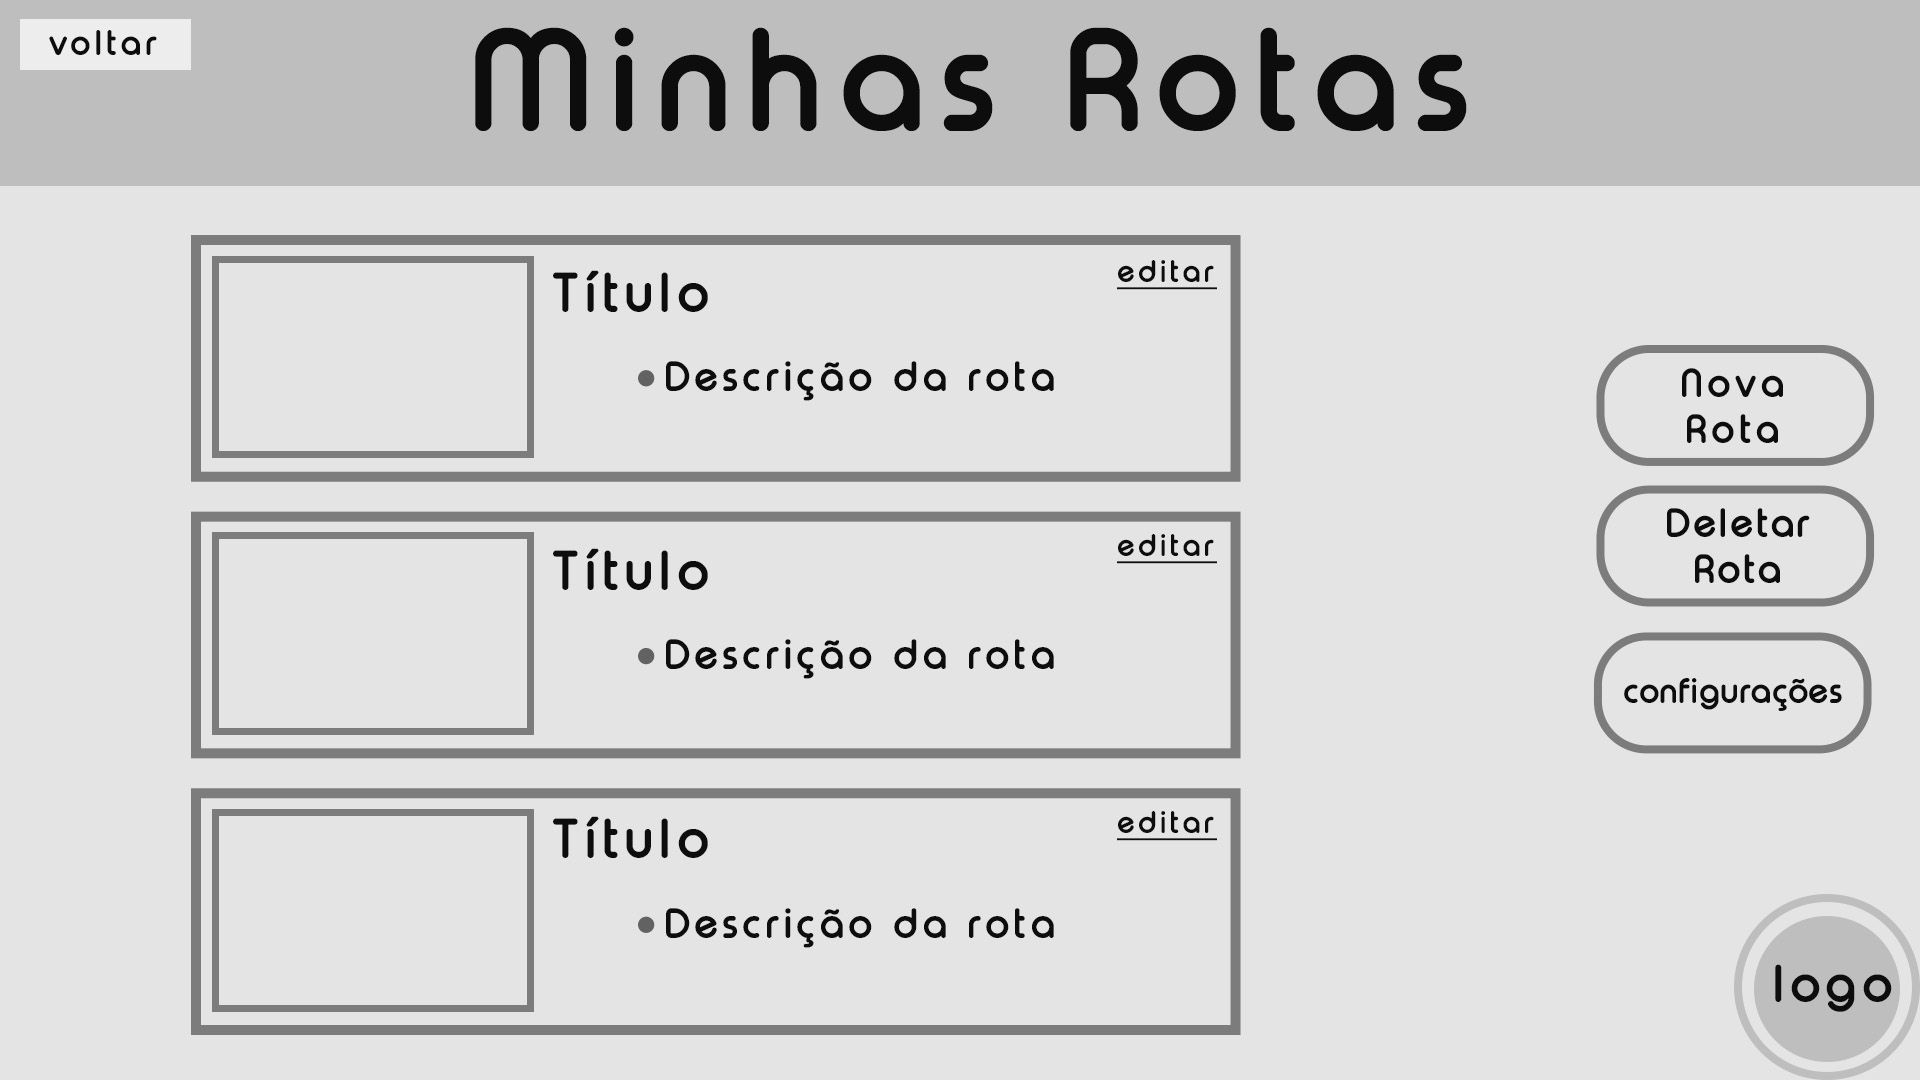 voltar
Minhas Rotas
Título
editar
Descrição da rota
Título
editar
Descrição da rota
Título
editar
Descrição da rota
Nova
Rota
Deletar
Rota
configurações
logo